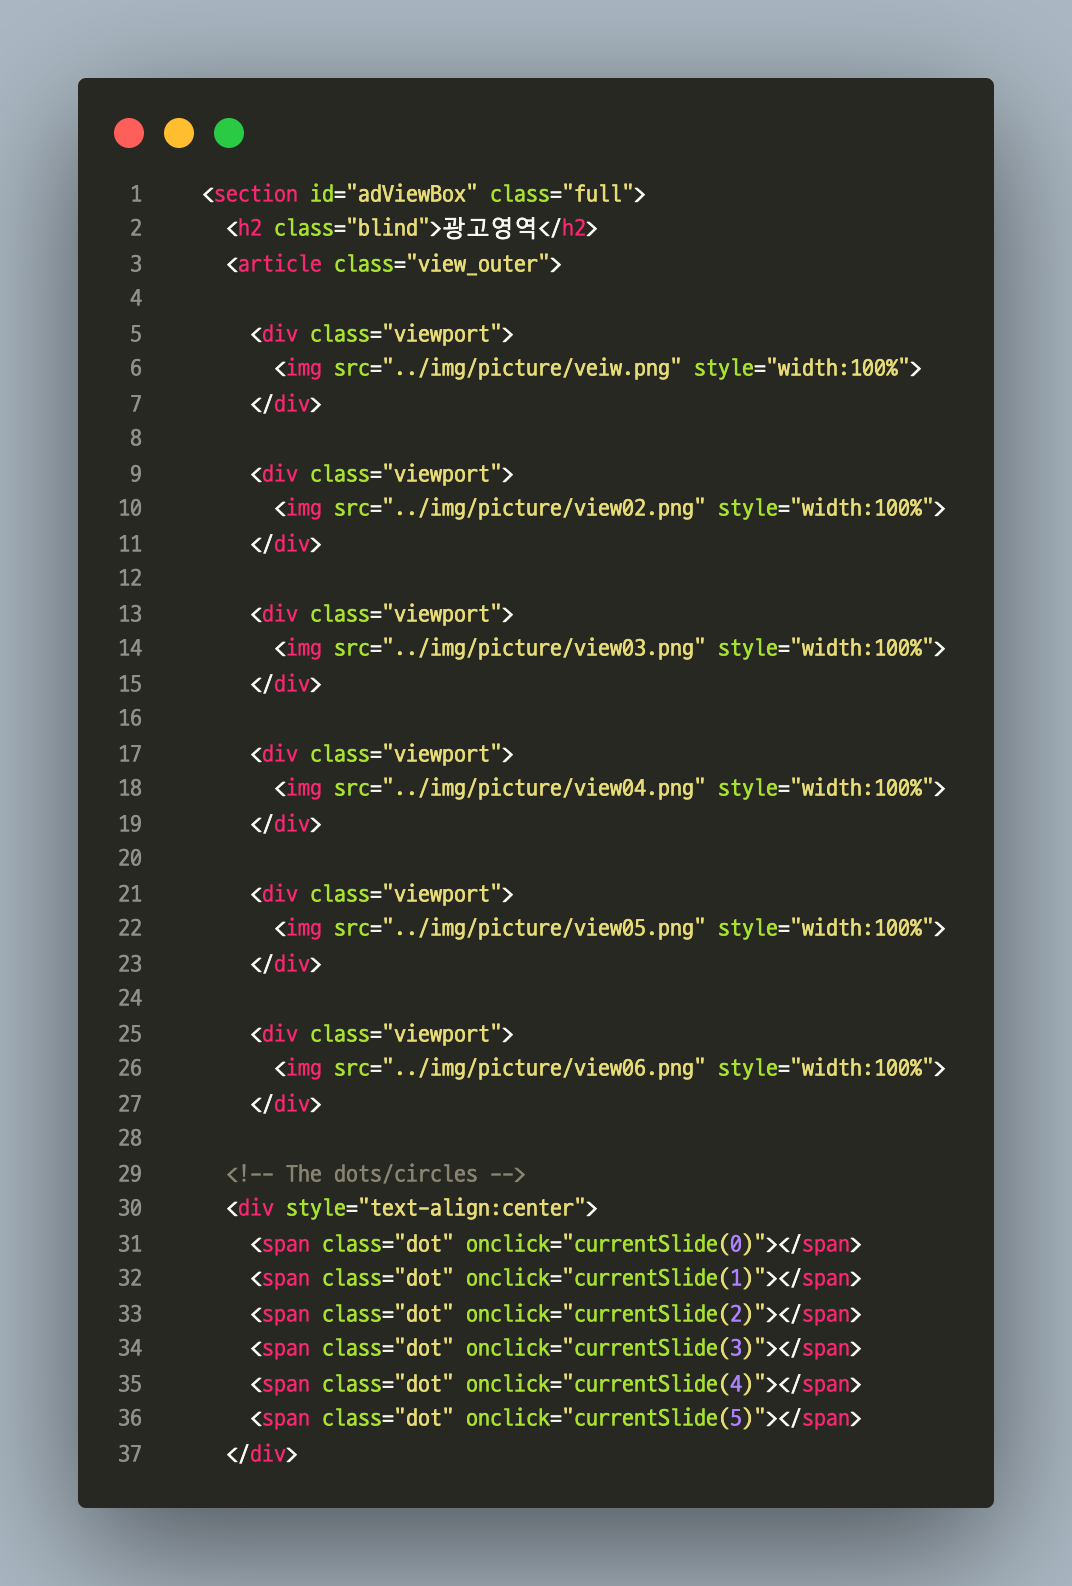 1 <section id="adViewBox" class="full">
2 <h2 class="blind">광고영역</h2>
3 <article class="view_outer">
4
5 <div class="viewport">
6 <img src="../img/picture/veiw.png" style="width:100%">
7 </div>
8
9 <div class="viewport">
10 <img src="../img/picture/view02.png" style="width:100%">
11 </div>
12
13 <div class="viewport">
14 <img src="../img/picture/view03.png" style="width:100%">
15 </div>
16
17 <div class="viewport">
18 <img src="../img/picture/view04.png" style="width:100%">
19 </div>
20
21 <div class="viewport">
22 <img src="../img/picture/view05.png" style="width:100%">
23 </div>
24
25 <div class="viewport">
26 <img src="../img/picture/view06.png" style="width:100%">
27 </div>
28
29 <!-- The dots/circles -->
30 <div style="text-align:center">
31 <span class="dot" onclick="currentSlide(0)"></span>
32 <span class="dot" onclick="currentSlide(1)"></span>
33 <span class="dot" onclick="currentSlide(2)"></span>
34 <span class="dot" onclick="currentSlide(3)"></span>
35 <span class="dot" onclick="currentSlide(4)"></span>
36 <span class="dot" onclick="currentSlide(5)"></span>
37 </div>